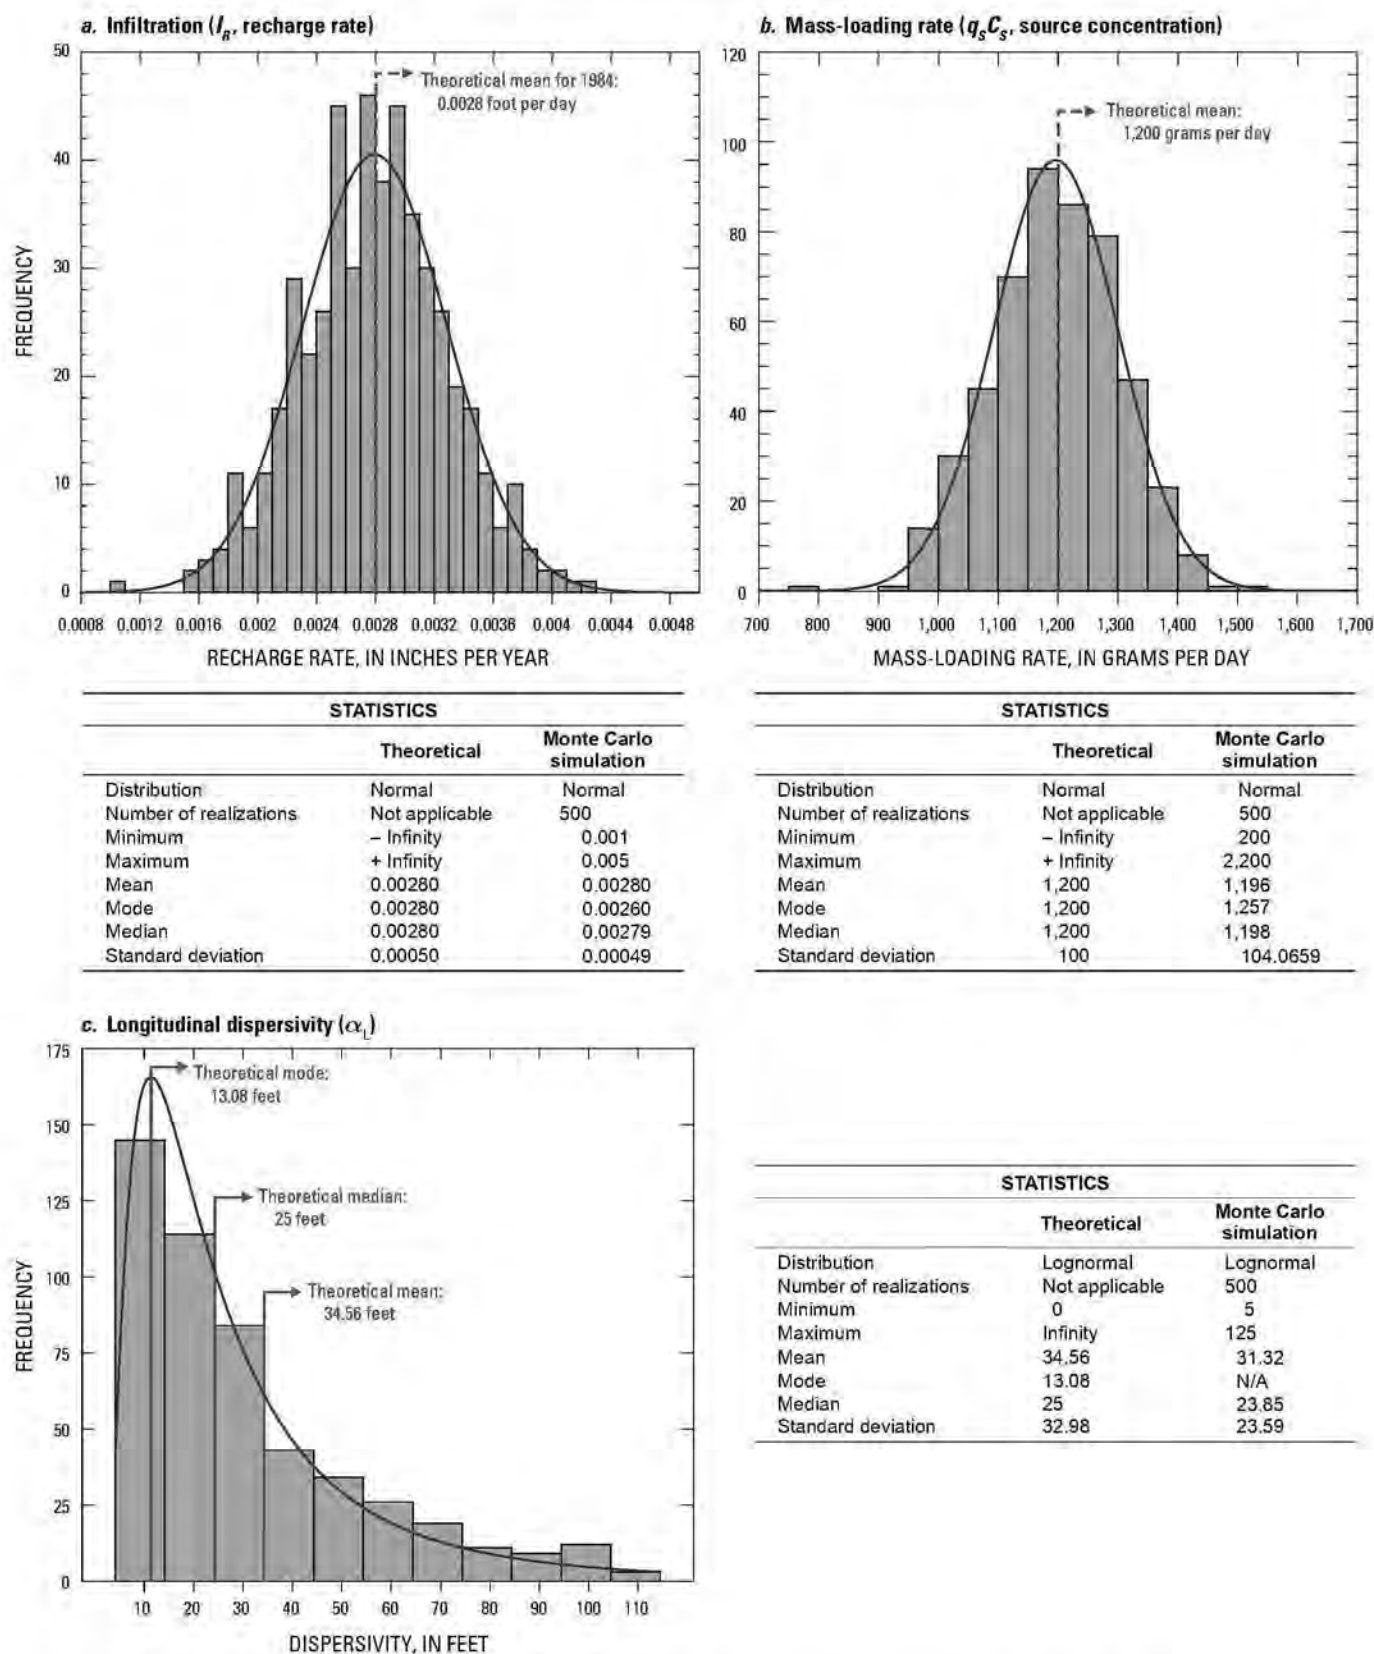 a. Infiltration (I_R, recharge rate)
50
40
30
20
10
0
FREQUENCY
Theoretical mean for 1984:
0.0028 foot per day
0.0008 0.0012 0.0016 0.002 0.0024 0.0028 0.0032 0.0036 0.004 0.0044 0.0048
RECHARGE RATE, IN INCHES PER YEAR
STATISTICS
Theoretical Monte Carlo simulation
Distribution Normal Normal
Number of realizations Not applicable 500
Minimum – Infinity 0.001
Maximum + Infinity 0.005
Mean 0.00280 0.00280
Mode 0.00280 0.00260
Median 0.00280 0.00279
Standard deviation 0.00050 0.00049
b. Mass-loading rate (q_sC_s, source concentration)
120
100
80
60
40
20
0
Theoretical mean:
1,200 grams per day
700 800 900 1,000 1,100 1,200 1,300 1,400 1,500 1,600 1,700
MASS-LOADING RATE, IN GRAMS PER DAY
STATISTICS
Theoretical Monte Carlo simulation
Distribution Normal Normal
Number of realizations Not applicable 500
Minimum – Infinity 200
Maximum + Infinity 2,200
Mean 1,200 1,196
Mode 1,200 1,257
Median 1,200 1,198
Standard deviation 100 104.0659
c. Longitudinal dispersivity (α_L)
175
150
125
100
75
50
25
0
FREQUENCY
Theoretical mode:
13.08 feet
Theoretical median:
25 feet
Theoretical mean:
34.56 feet
10 20 30 40 50 60 70 80 90 100 110
DISPERSIVITY, IN FEET
STATISTICS
Theoretical Monte Carlo simulation
Distribution Lognormal Lognormal
Number of realizations Not applicable 500
Minimum 0 5
Maximum Infinity 125
Mean 34.56 31.32
Mode 13.08 N/A
Median 25 23.85
Standard deviation 32.98 23.59